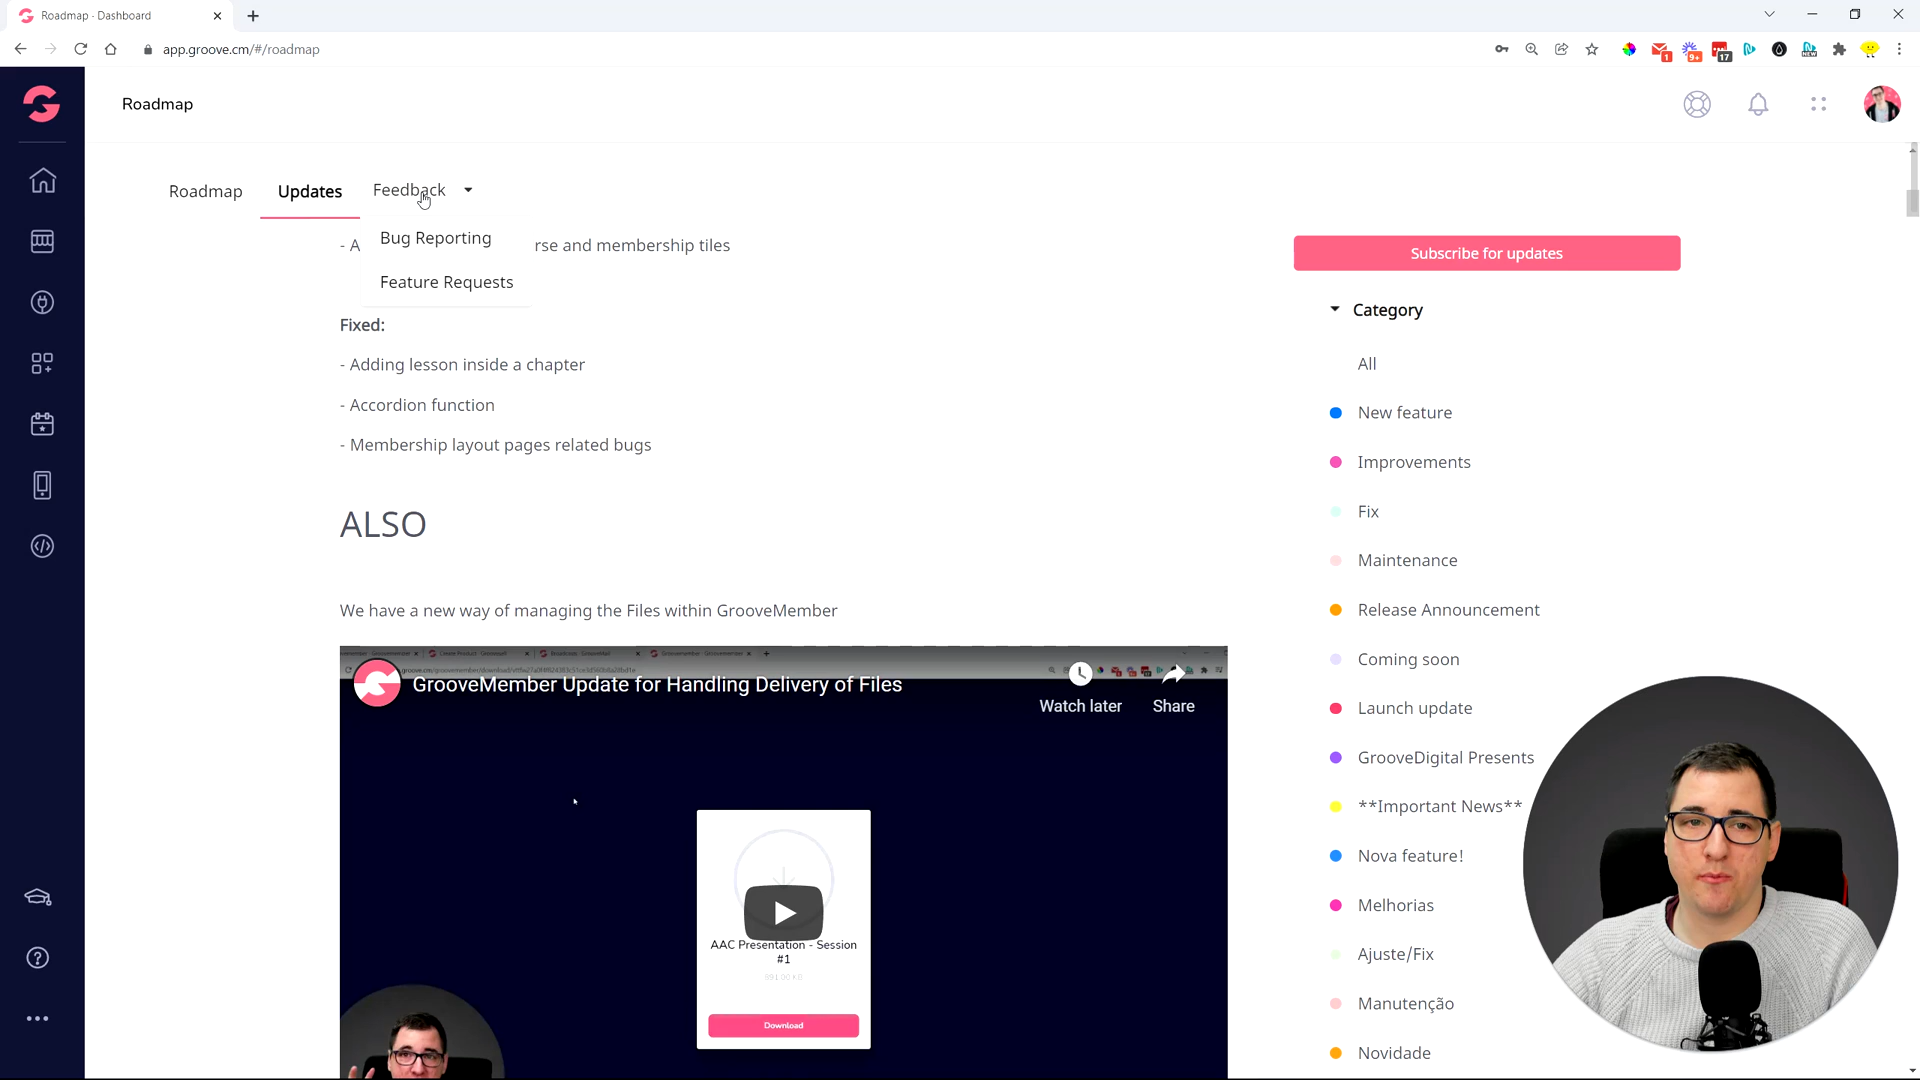 Roadmap - Dashboard
app.groove.cm/#/roadmap
1
9+
17
NEW
Roadmap
Roadmap
Updates
Feedback
Bug Reporting
Feature Requests
- A
rse and membership tiles
Fixed:
- Adding lesson inside a chapter
- Accordion function
- Membership layout pages related bugs
ALSO
We have a new way of managing the Files within GrooveMember
GrooveMember Update for Handling Delivery of Files
Watch later
Share
AAC Presentation - Session
#1
Download
Subscribe for updates
Category
All
New feature
Improvements
Fix
Maintenance
Release Announcement
Coming soon
Launch update
GrooveDigital Presents
**Important News**
Nova feature!
Melhorias
Ajuste/Fix
Manutenção
Novidade